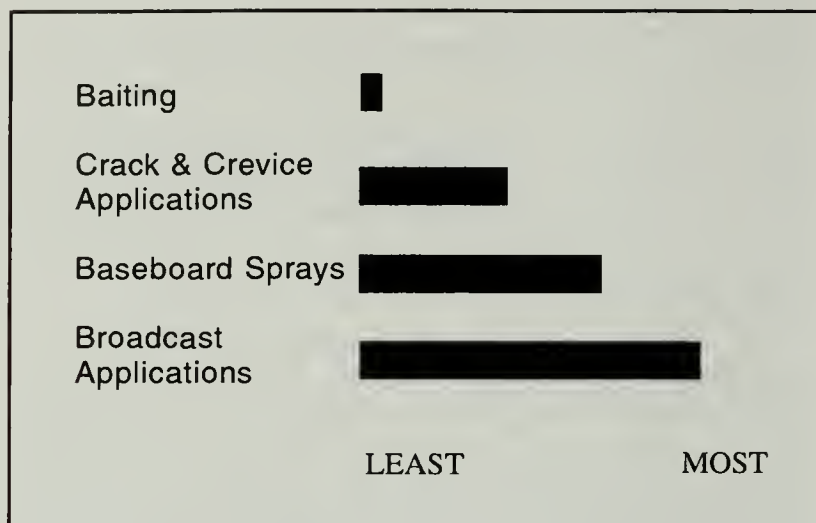 Baiting
Crack & Crevice
Applications
Baseboard Sprays
Broadcast
Applications
LEAST MOST